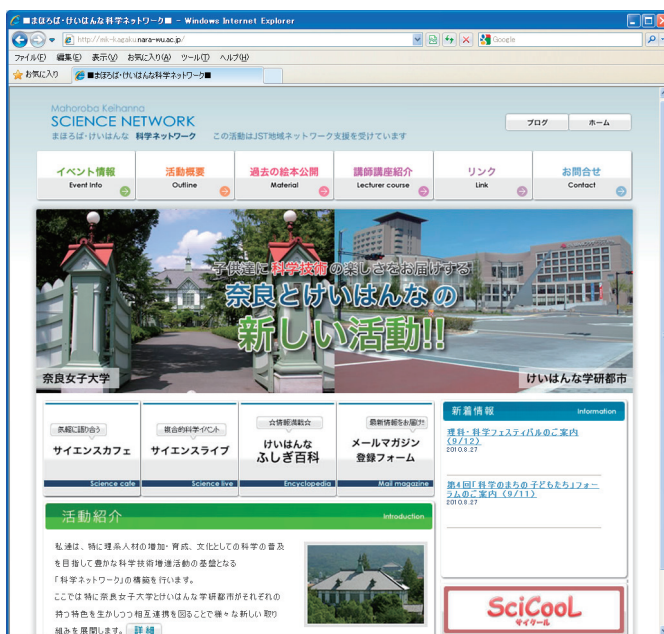 ■まほろば・けいはんな科学ネットワーク■ - Windows Internet Explorer
http://mk-kagaku.nara-wu.ac.jp/
Google
ファイル(F) 編集(E) 表示(V) お気に入り(A) ツール(T) ヘルプ(H)
お気に入り ■まほろば・けいはんな科学ネットワーク■
Mahoroba Keihanna
SCIENCE NETWORK
まほろば・けいはんな 科学ネットワーク この活動はJST地域ネットワーク支援を受けています
ブログ ホーム
イベント情報 活動概要 過去の絵本公開 講師講座紹介 リンク お問合せ
Event Info Outline Material Lecturer course Link Contact
子供達に科学技術の楽しさをお届けする
奈良とけいはんなの
新しい活動!!
奈良女子大学 けいはんな学研都市
気軽に語り合う
サイエンスカフェ
Science cafe
複合的科学イベント
サイエンスライブ
Science live
☆情報満載☆
けいはんな
ふしぎ百科
Encyclopedia
最新情報をお届け!
メールマガジン
登録フォーム
Mail magazine
新着情報 Information
理科・科学フェスティバルのご案内
(9/12)
2010.8.27
第4回「科学のまちの子どもたち」フォー
ラムのご案内 (9/11)
2010.8.27
活動紹介 Introduction
私達は、特に理系人材の増加・育成、文化としての科学の普及
を目指して豊かな科学技術増進活動の基盤となる
「科学ネットワーク」の構築を行います。
ここでは特に奈良女子大学とけいはんな学研都市がそれぞれの
持つ特色を生かしつつ相互連携を図ることで様々な新しい取り
組みを展開します。 詳細
SciCooL
サイクール